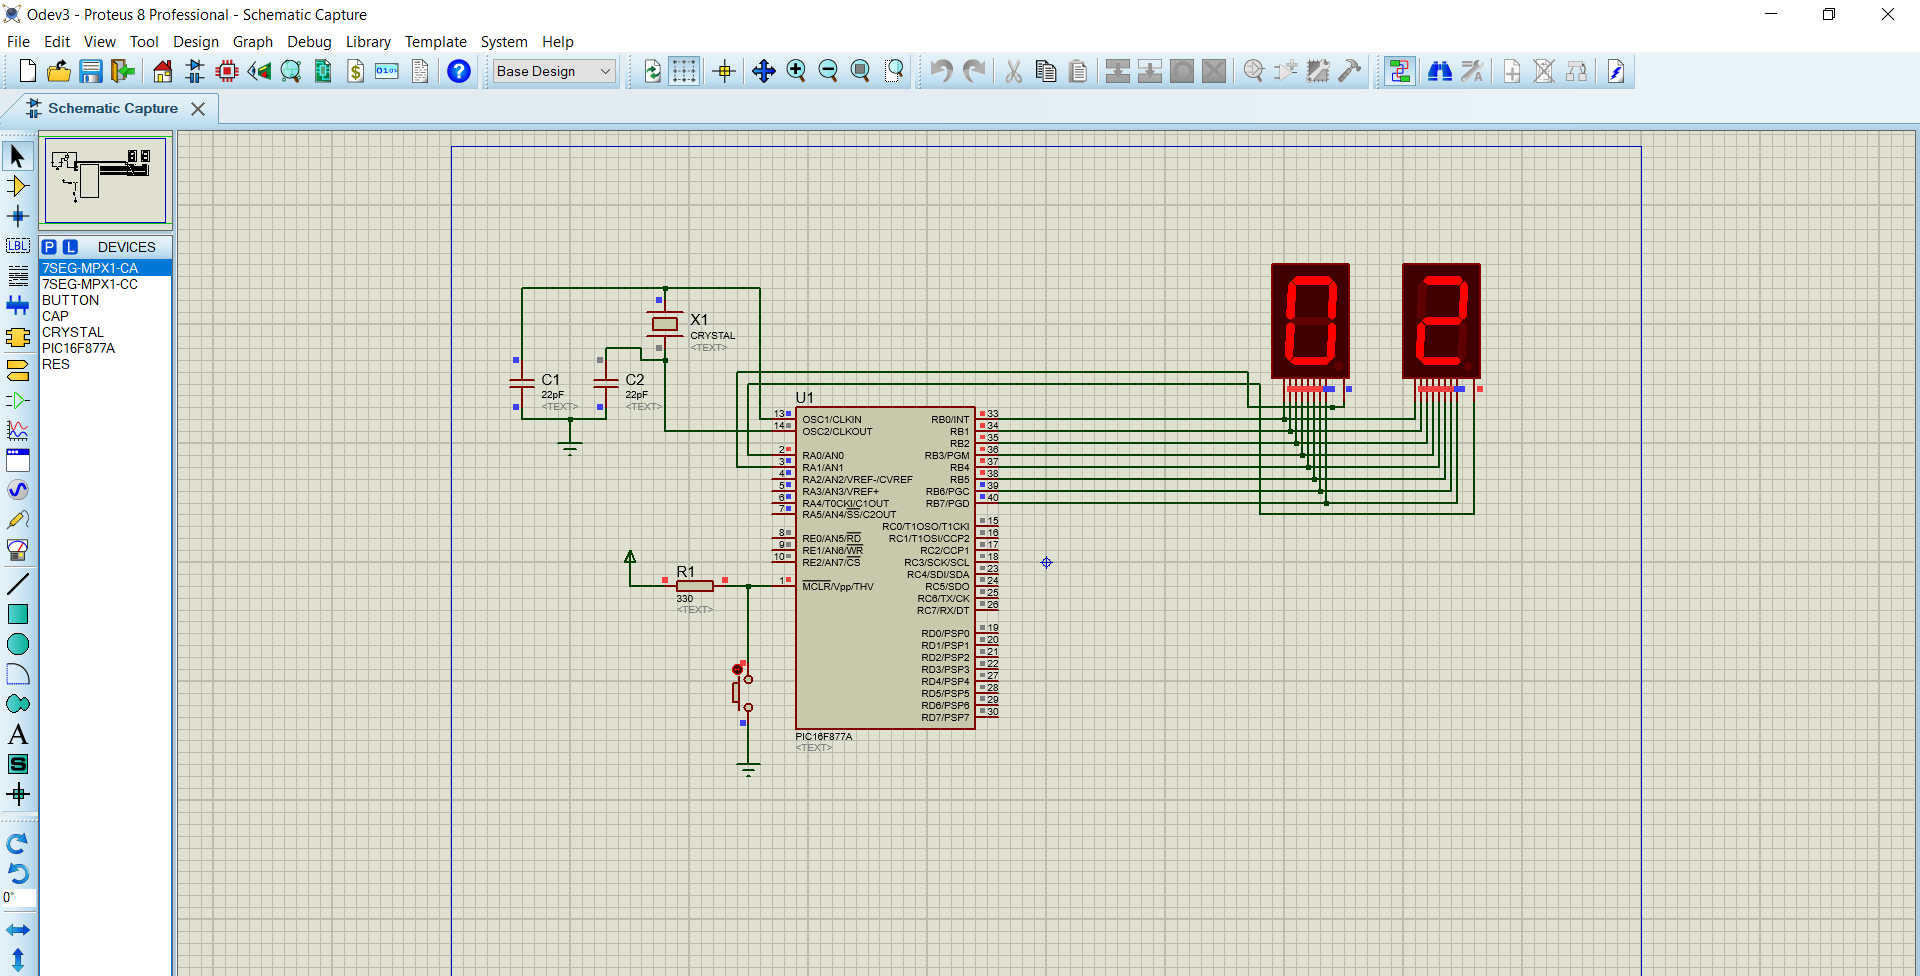 Odev3 - Proteus 8 Professional - Schematic Capture
File Edit View Tool Design Graph Debug Library Template System Help
$ 0101 ? Base Design
Schematic Capture
P L DEVICES
7SEG-MPX1-CA
7SEG-MPX1-CC
BUTTON
CAP
CRYSTAL
PIC16F877A
RES
LBL
A
S
0°
X1
CRYSTAL
<TEXT>
C1
22pF
<TEXT>
C2
22pF
<TEXT>
02
U1
13 OSC1/CLKIN RB0/INT 33
14 OSC2/CLKOUT RB1 34
RB2 35
2 RA0/AN0 RB3/PGM 36
3 RA1/AN1 RB4 37
4 RA2/AN2/VREF-/CVREF RB5 38
5 RA3/AN3/VREF+ RB6/PGC 39
6 RA4/T0CKI/C1OUT RB7/PGD 40
7 RA5/AN4/SS/C2OUT
RC0/T1OSO/T1CKI 15
8 RE0/AN5/RD RC1/T1OSI/CCP2 16
9 RE1/AN6/WR RC2/CCP1 17
10 RE2/AN7/CS RC3/SCK/SCL 18
RC4/SDI/SDA 23
1 MCLR/Vpp/THV RC5/SDO 24
RC6/TX/CK 25
RC7/RX/DT 26
RD0/PSP0 19
RD1/PSP1 20
RD2/PSP2 21
RD3/PSP3 22
RD4/PSP4 27
RD5/PSP5 28
RD6/PSP6 29
RD7/PSP7 30
PIC16F877A
<TEXT>
R1
330
<TEXT>